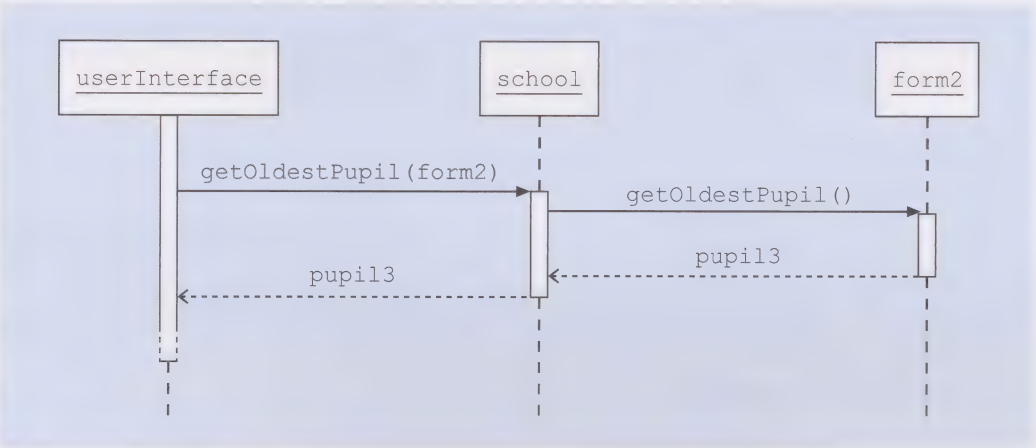 userInterface
school
form2
getOldestPupil(form2)
getOldestPupil()
pupil3
pupil3